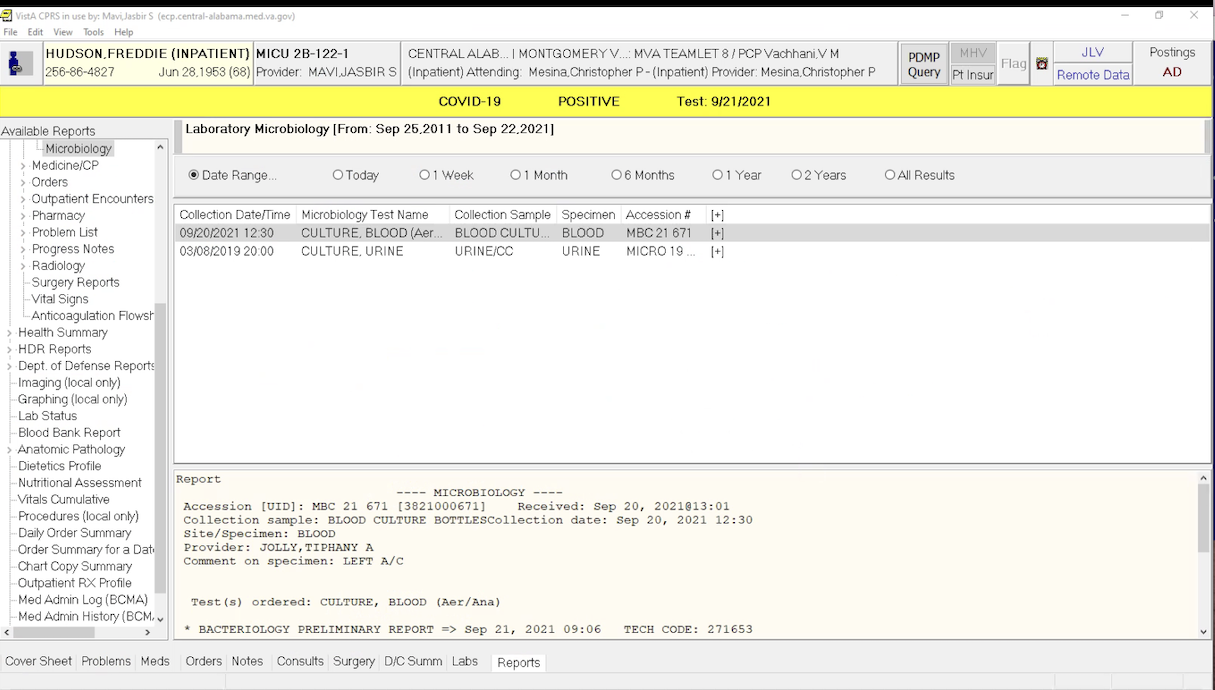 VistA CPRS in use by: Mavi,Jasbir S (ecp.central-alabama.med.va.gov)
File Edit View Tools Help
HUDSON,FREDDIE (INPATIENT) MICU 2B-122-1 CENTRAL ALAB... | MONTGOMERY V...: MVA TEAMLET 8 / PCP Vachhani,V M PDMP Query MHV Flag JLV Postings
256-86-4827 Jun 28,1953 (68) Provider: MAVI,JASBIR S (Inpatient) Attending: Mesina,Christopher P - (Inpatient) Provider: Mesina,Christopher P Pt Insur Remote Data AD
COVID-19 POSITIVE Test: 9/21/2021
Available Reports
Microbiology
Medicine/CP
Orders
Outpatient Encounters
Pharmacy
Problem List
Progress Notes
Radiology
Surgery Reports
Vital Signs
Anticoagulation Flowsh
Health Summary
HDR Reports
Dept. of Defense Reports
Imaging (local only)
Graphing (local only)
Lab Status
Blood Bank Report
Anatomic Pathology
Dietetics Profile
Nutritional Assessment
Vitals Cumulative
Procedures (local only)
Daily Order Summary
Order Summary for a Date
Chart Copy Summary
Outpatient RX Profile
Med Admin Log (BCMA)
Med Admin History (BCM
Laboratory Microbiology [From: Sep 25,2011 to Sep 22,2021]
Date Range... Today 1 Week 1 Month 6 Months 1 Year 2 Years All Results
Collection Date/Time Microbiology Test Name Collection Sample Specimen Accession # [+]
09/20/2021 12:30 CULTURE, BLOOD (Aer... BLOOD CULTU... BLOOD MBC 21 671 [+]
03/08/2019 20:00 CULTURE, URINE URINE/CC URINE MICRO 19 ... [+]
Report
---- MICROBIOLOGY ----
Accession [UID]: MBC 21 671 [3821000671] Received: Sep 20, 2021@13:01
Collection sample: BLOOD CULTURE BOTTLESCollection date: Sep 20, 2021 12:30
Site/Specimen: BLOOD
Provider: JOLLY,TIPHANY A
Comment on specimen: LEFT A/C
Test(s) ordered: CULTURE, BLOOD (Aer/Ana)
* BACTERIOLOGY PRELIMINARY REPORT => Sep 21, 2021 09:06 TECH CODE: 271653
Cover Sheet Problems Meds Orders Notes Consults Surgery D/C Summ Labs Reports